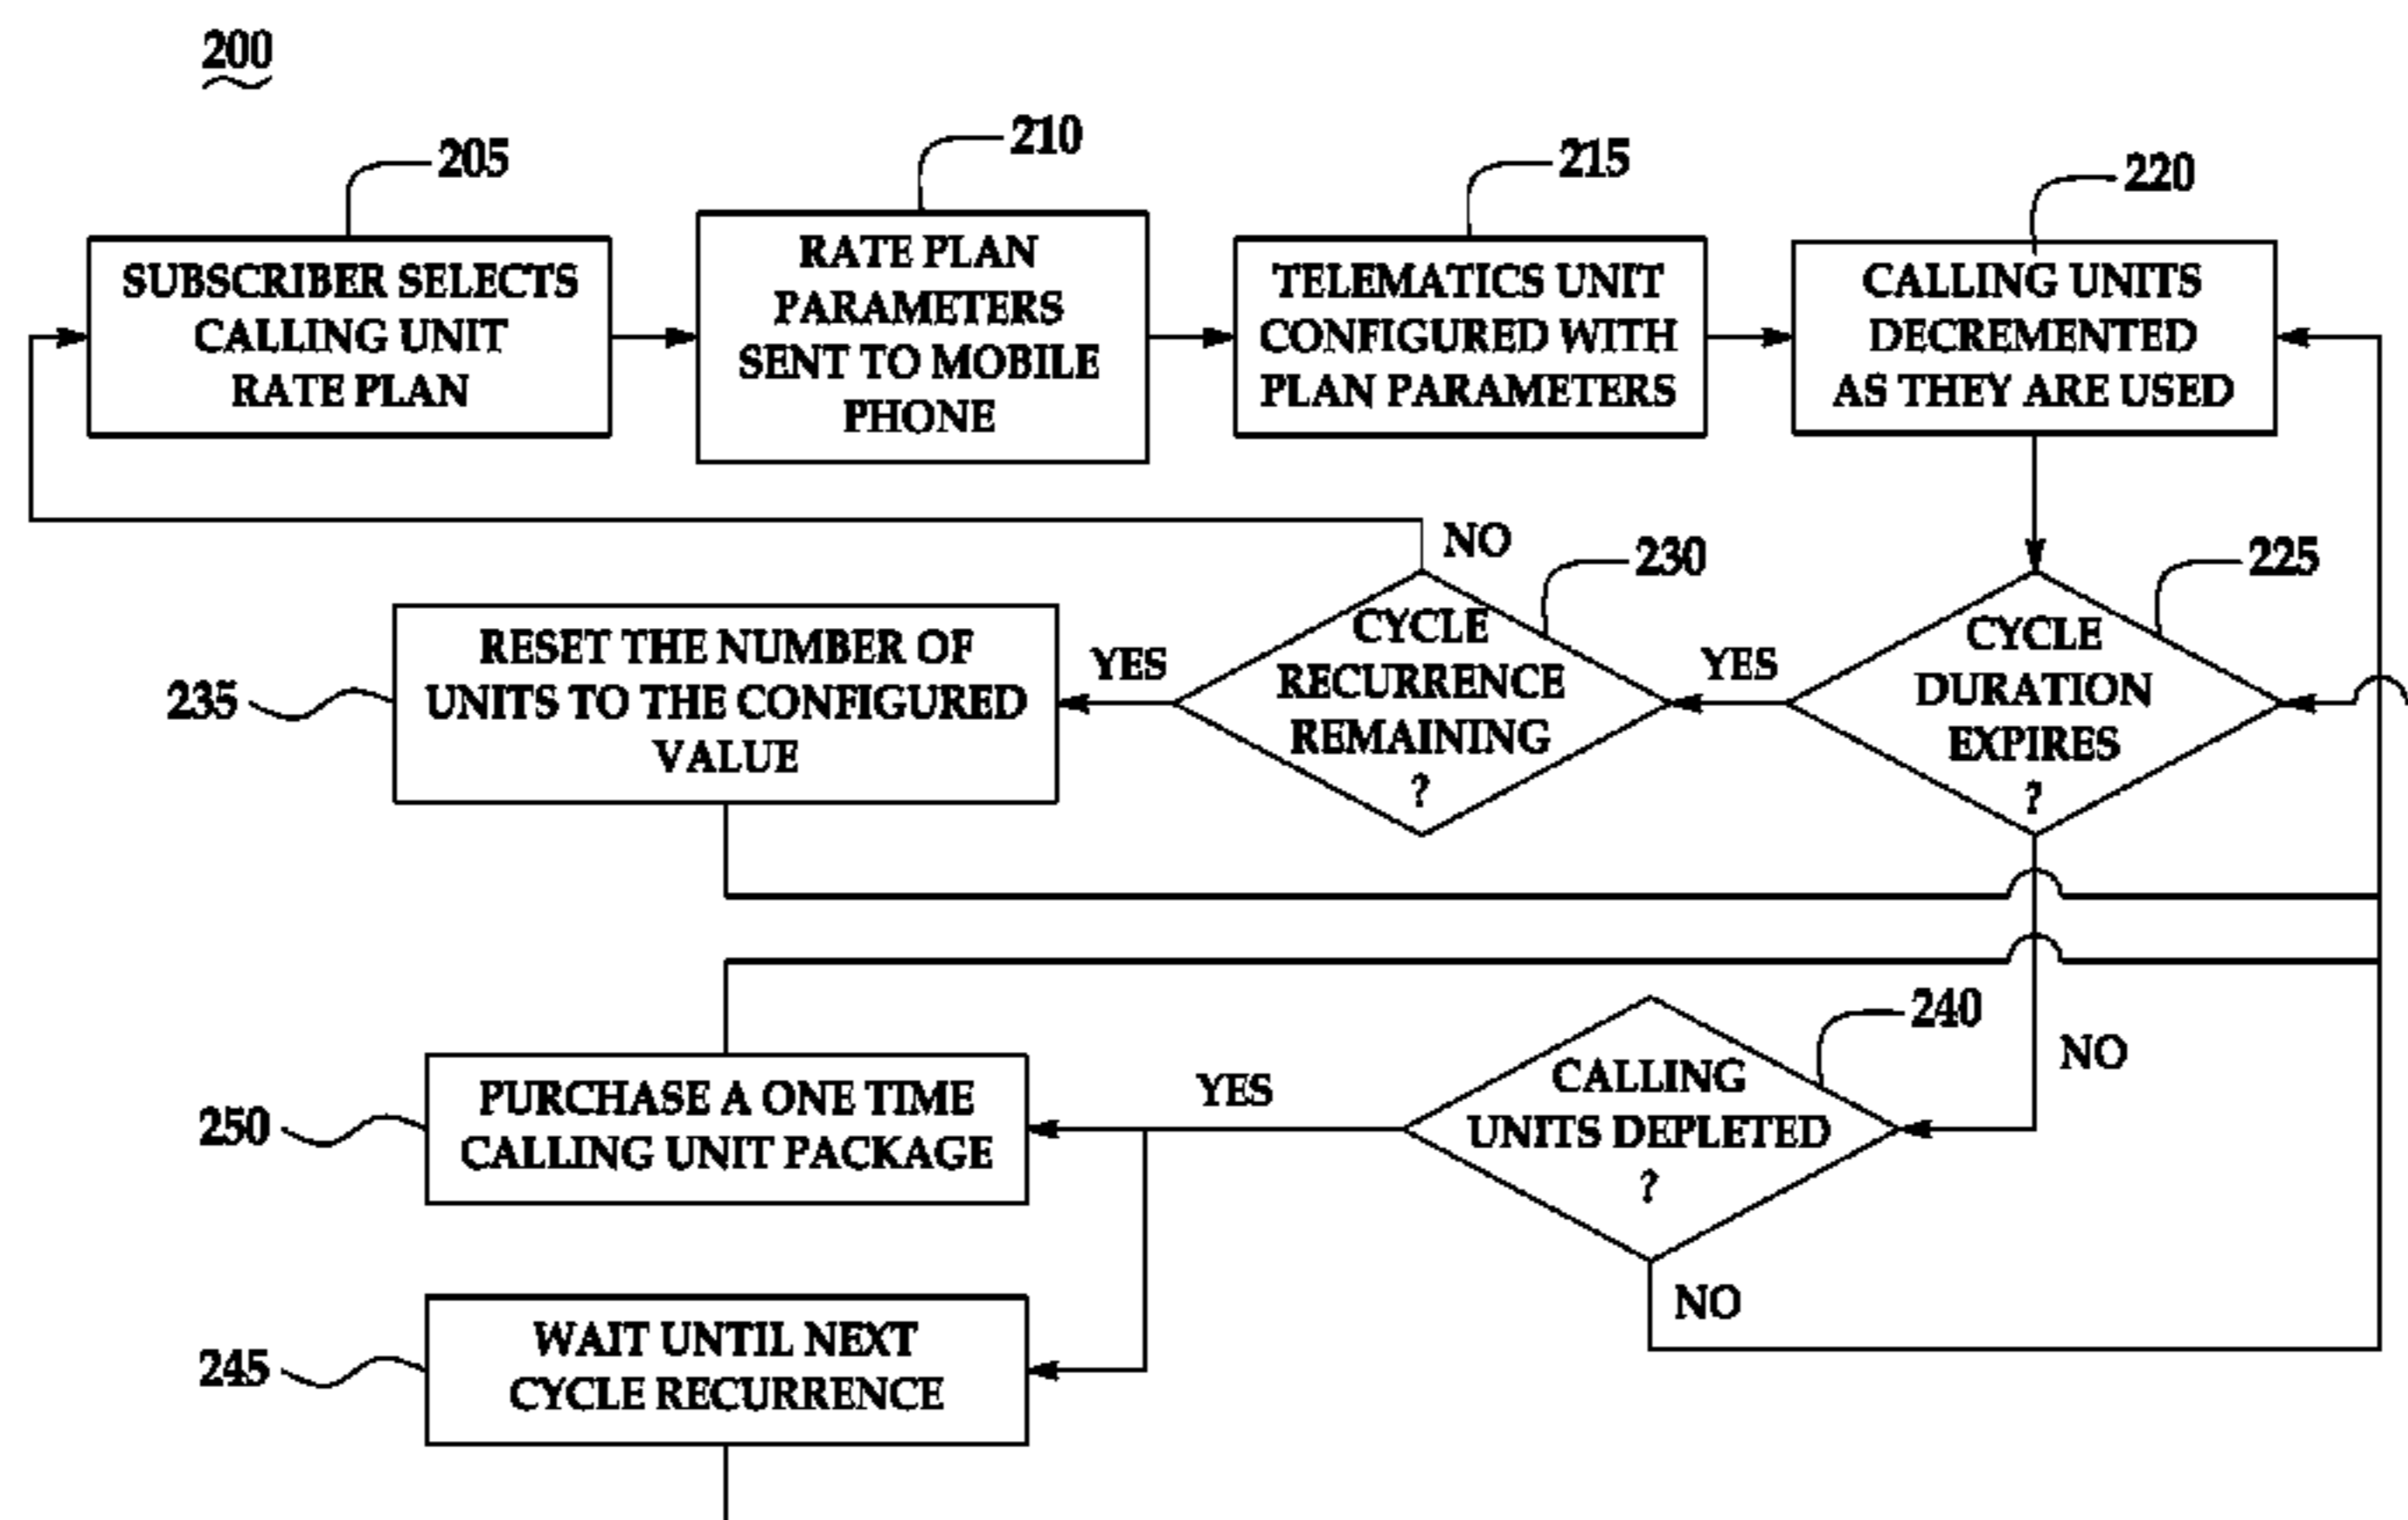 200
205
SUBSCRIBER SELECTS
CALLING UNIT
RATE PLAN
210
RATE PLAN
PARAMETERS
SENT TO MOBILE
PHONE
215
TELEMATICS UNIT
CONFIGURED WITH
PLAN PARAMETERS
220
CALLING UNITS
DECREMENTED
AS THEY ARE USED
225
CYCLE
DURATION
EXPIRES
?
YES
NO
230
CYCLE
RECURRENCE
REMAINING
?
NO
YES
235
RESET THE NUMBER OF
UNITS TO THE CONFIGURED
VALUE
240
CALLING
UNITS DEPLETED
?
YES
NO
250
PURCHASE A ONE TIME
CALLING UNIT PACKAGE
245
WAIT UNTIL NEXT
CYCLE RECURRENCE